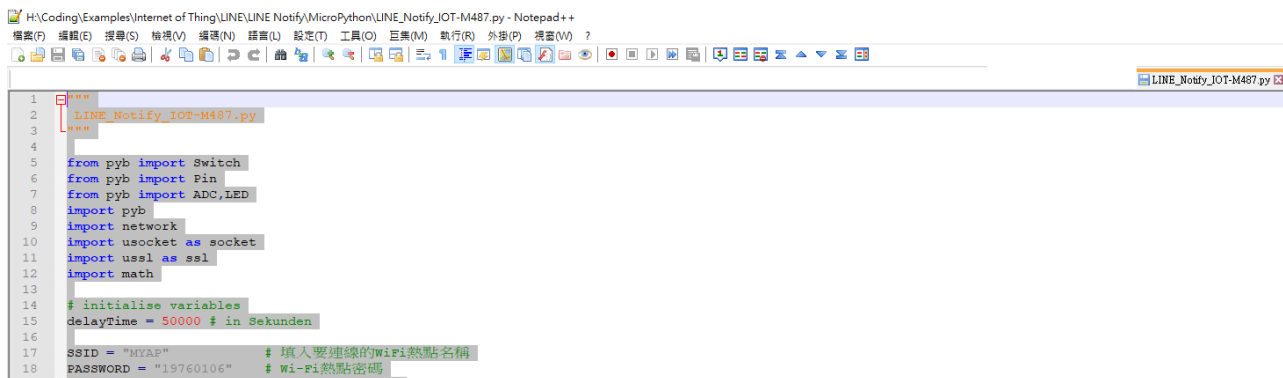 H:\Coding\Examples\Internet of Thing\LINE\LINE Notify\MicroPython\LINE_Notify_IOT-M487.py - Notepad++
檔案(F) 編輯(E) 搜尋(S) 檢視(V) 編碼(N) 語言(L) 設定(T) 工具(O) 巨集(M) 執行(R) 外掛(P) 視窗(W) ?
LINE_Notify_IOT-M487.py
1 """
2 LINE_Notify_IOT-M487.py
3 """
4
5 from pyb import Switch
6 from pyb import Pin
7 from pyb import ADC,LED
8 import pyb
9 import network
10 import usocket as socket
11 import ussl as ssl
12 import math
13
14 # initialise variables
15 delayTime = 50000 # in Sekunden
16
17 SSID = "MYAP" # 填入要連線的WiFi熱點名稱
18 PASSWORD = "19760106" # Wi-Fi熱點密碼